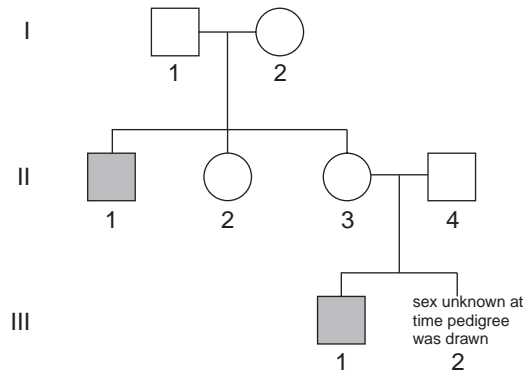 I
1 2
II
1 2 3 4
III
sex unknown at
time pedigree
was drawn
1 2